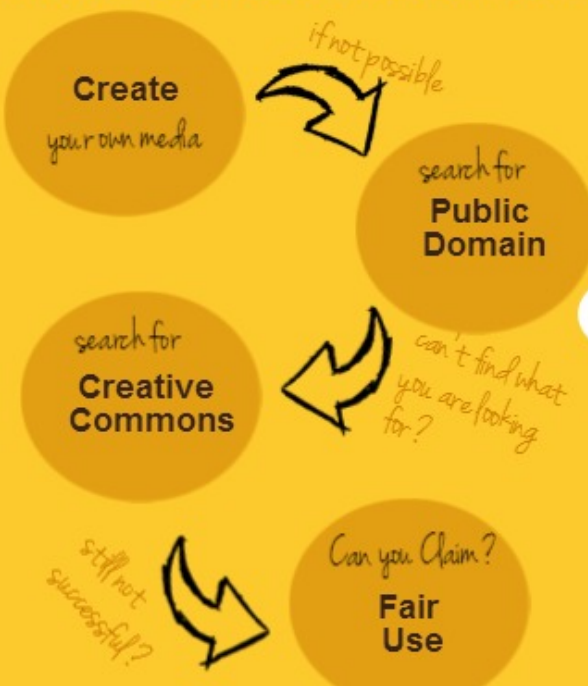 Create
your own media
if not possible
search for
Public
Domain
can't find what
you are looking
for?
search for
Creative
Commons
still not
successful?
Can you Claim?
Fair
Use